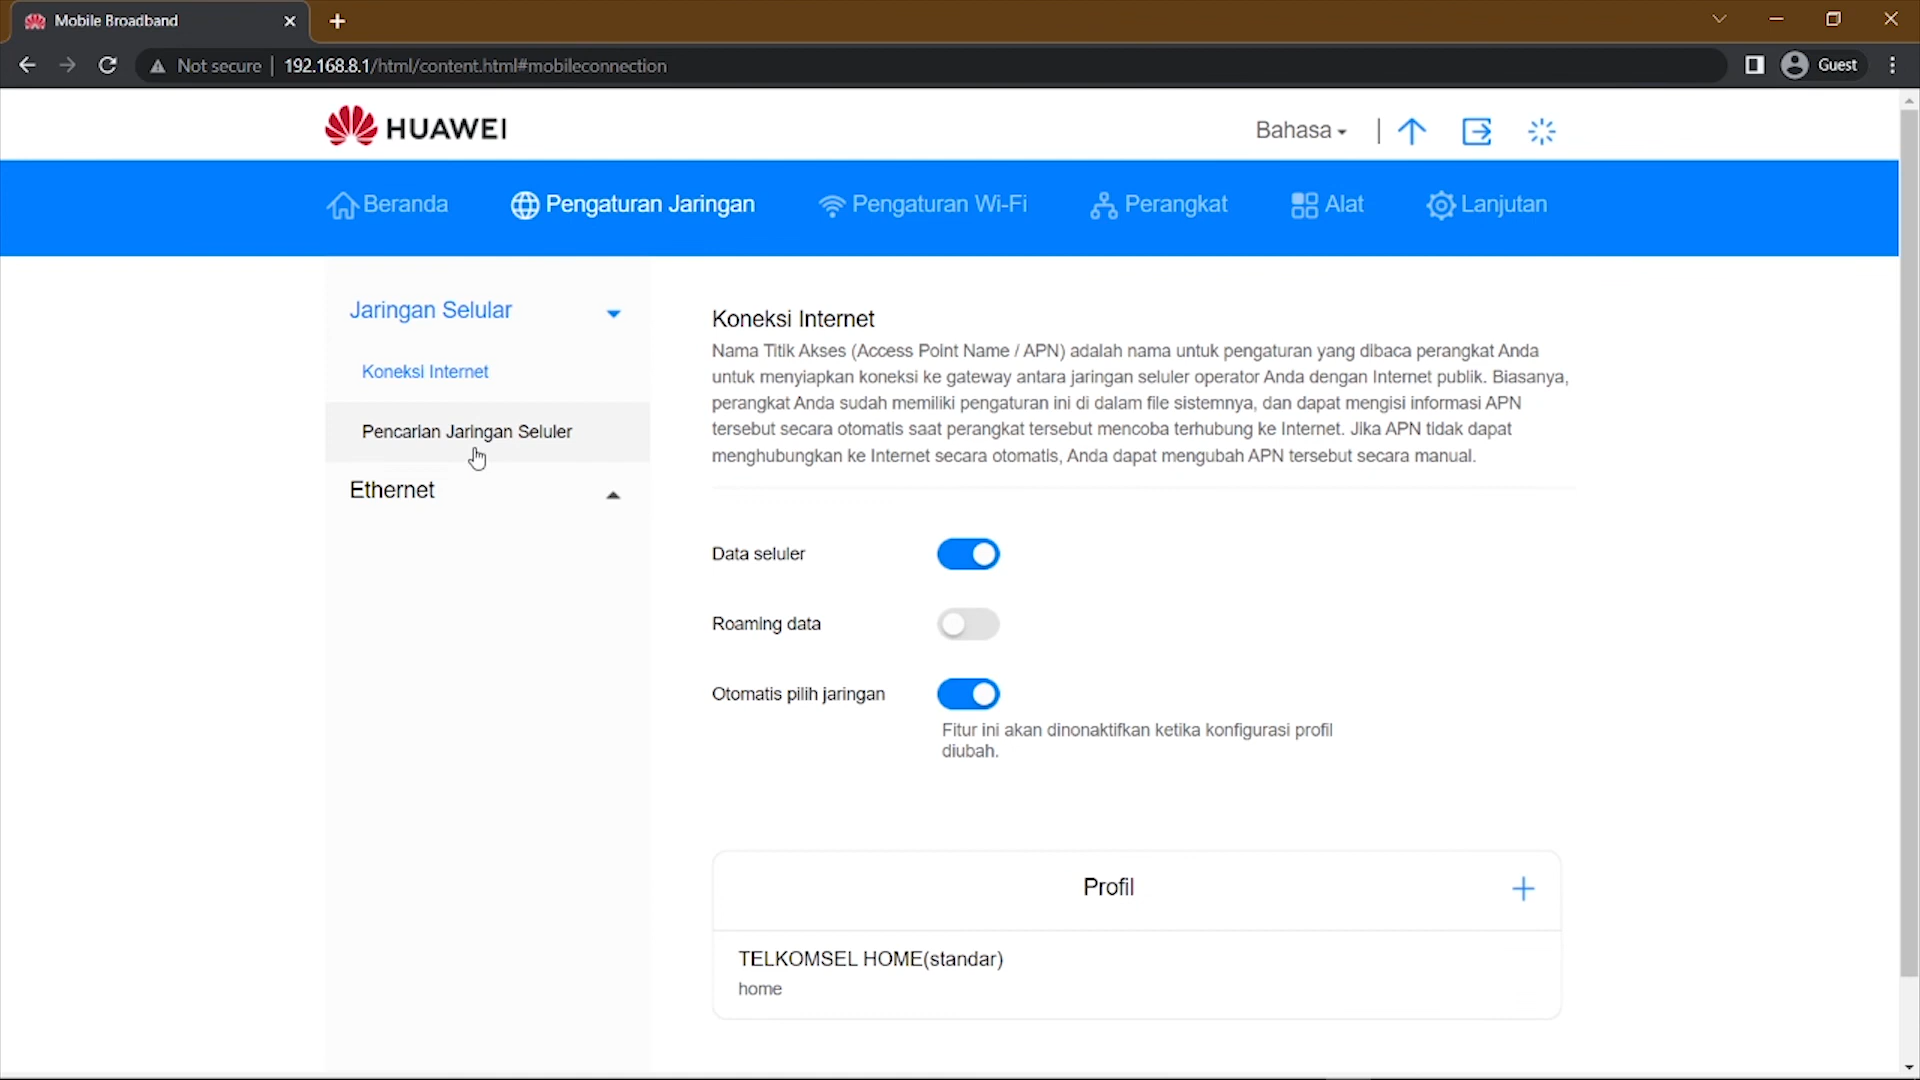 Mobile Broadband
Not secure
192.168.8.1/html/content.html#mobileconnection
Guest
HUAWEI
Bahasa
Beranda
Pengaturan Jaringan
Pengaturan Wi-Fi
Perangkat
Alat
Lanjutan
Jaringan Selular
Koneksi Internet
Pencarian Jaringan Seluler
Ethernet
Koneksi Internet
Nama Titik Akses (Access Point Name / APN) adalah nama untuk pengaturan yang dibaca perangkat Anda
untuk menyiapkan koneksi ke gateway antara jaringan seluler operator Anda dengan Internet publik. Biasanya,
perangkat Anda sudah memiliki pengaturan ini di dalam file sistemnya, dan dapat mengisi informasi APN
tersebut secara otomatis saat perangkat tersebut mencoba terhubung ke Internet. Jika APN tidak dapat
menghubungkan ke Internet secara otomatis, Anda dapat mengubah APN tersebut secara manual.
Data seluler
Roaming data
Otomatis pilih jaringan
Fitur ini akan dinonaktifkan ketika konfigurasi profil
diubah.
Profil
TELKOMSEL HOME(standar)
home